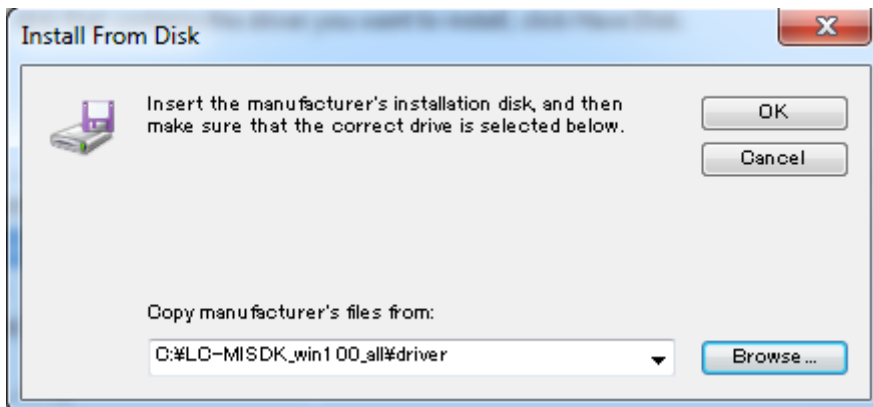 Install From Disk
Insert the manufacturer's installation disk, and then
make sure that the correct drive is selected below.
OK
Cancel
Copy manufacturer's files from:
C:¥LC-MISDK_win100_all¥driver
Browse...